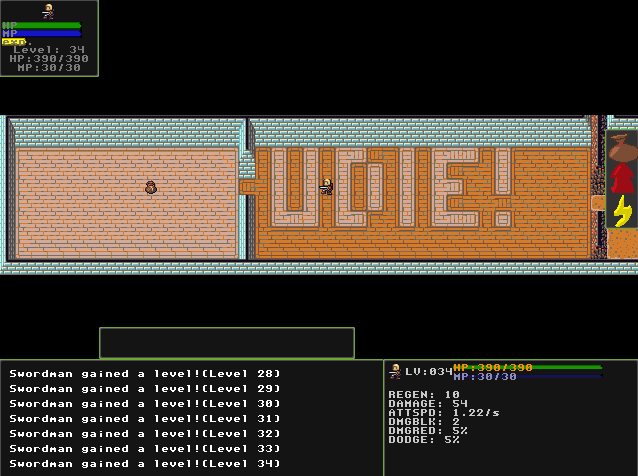 HP
MP
exp.
Level: 34
HP:390/390
MP:30/30
UDIE!
Swordman gained a level!(Level 28)
Swordman gained a level!(Level 29)
Swordman gained a level!(Level 30)
Swordman gained a level!(Level 31)
Swordman gained a level!(Level 32)
Swordman gained a level!(Level 33)
Swordman gained a level!(Level 34)
LV:034 HP:390/390
MP:30/30
REGEN: 10
DAMAGE: 54
ATTSPD: 1.22/s
DMGBLK: 2
DMGRED: 5%
DODGE: 5%